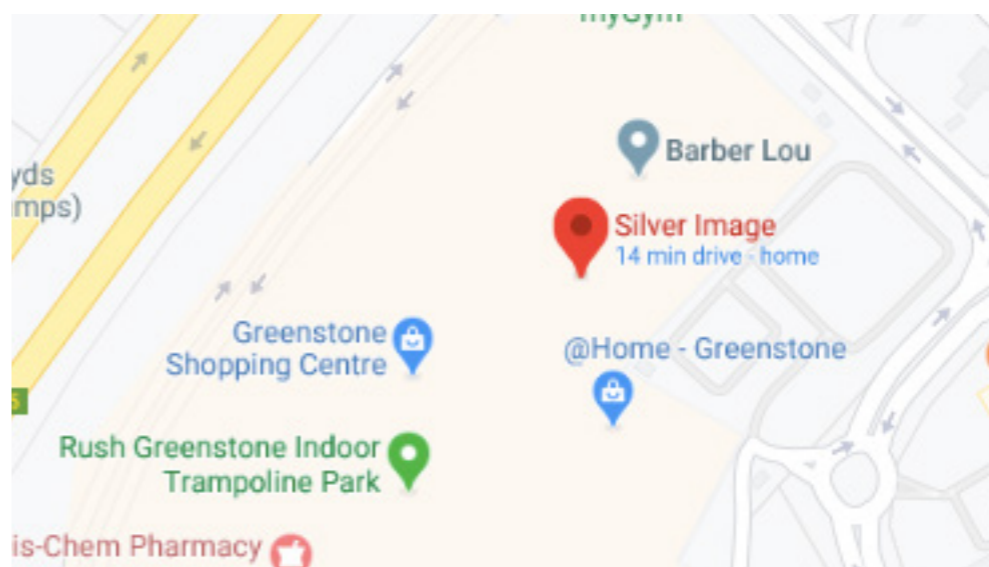 myGym
Barber Lou
yds
mps)
Silver Image
14 min drive - home
Greenstone
Shopping Centre
@Home - Greenstone
Rush Greenstone Indoor
Trampoline Park
is-Chem Pharmacy